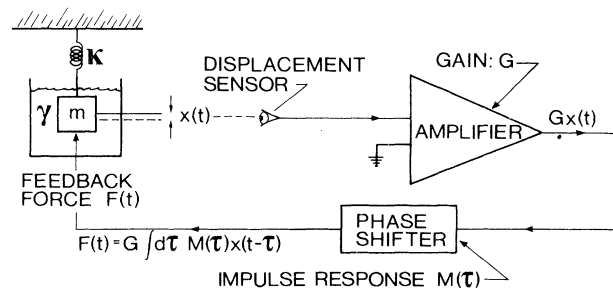 κ
γ
m
x(t)
DISPLACEMENT
SENSOR
GAIN: G
AMPLIFIER
Gx(t)
FEEDBACK
FORCE F(t)
F(t) = G ∫dτ M(τ)x(t-τ)
PHASE
SHIFTER
IMPULSE RESPONSE M(τ)